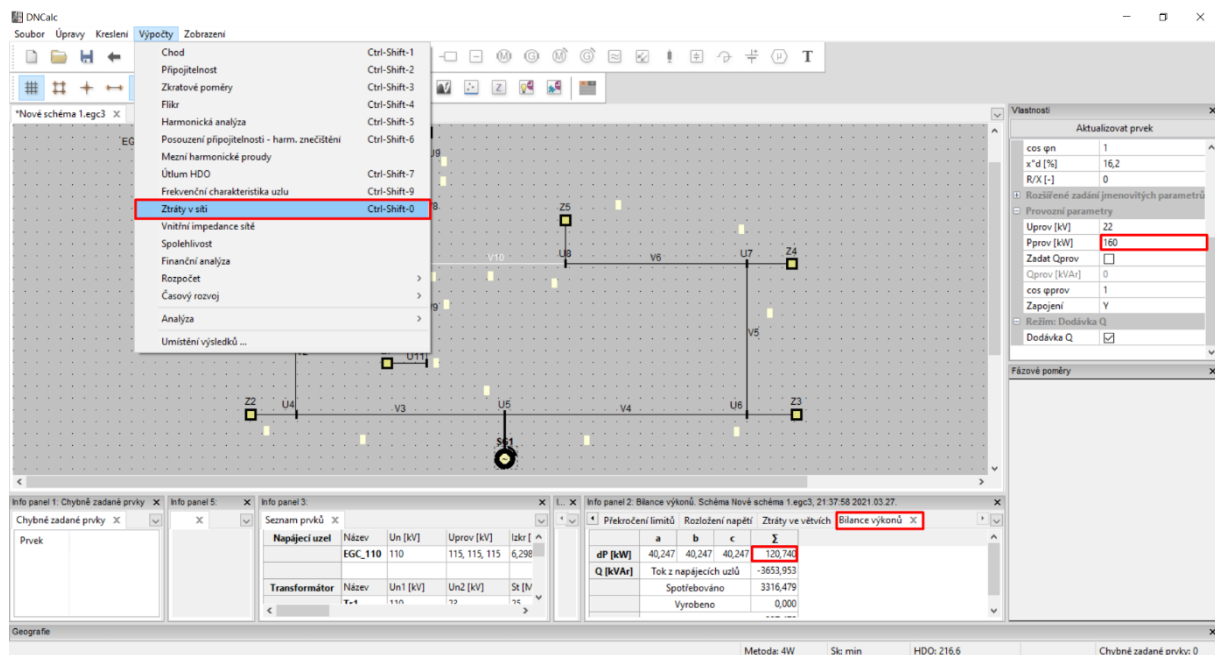 DNCalc
Soubor Úpravy Kreslení Výpočty Zobrazení
T
Chod Ctrl-Shift-1
Připojitelnost Ctrl-Shift-2
Zkratové poměry Ctrl-Shift-3
Flikr Ctrl-Shift-4
Harmonická analýza Ctrl-Shift-5
Posouzení připojitelnosti - harm. znečištění Ctrl-Shift-6
Mezní harmonické proudy
Útlum HDO Ctrl-Shift-7
Frekvenční charakteristika uzlu Ctrl-Shift-9
Ztráty v síti Ctrl-Shift-0
Vnitřní impedance sítě
Spolehlivost
Finanční analýza
Rozpočet
Časový rozvoj
Analýza
Umístění výsledků ...
*Nové schéma 1.egc3 X
EG
Z5
U8
V10
V6
U7
Z4
V5
U11
Z2
U4
V3
U5
V4
U6
Z3
SG1
Vlastnosti
Aktualizovat prvek
cos φn 1
x"d [%] 16,2
R/X [-] 0
Rozšířené zadání jmenovitých parametrů
Provozní parametry
Uprov [kV] 22
Pprov [kW] 160
Zadat Qprov
Qprov [kVAr] 0
cos φprov 1
Zapojení Y
Režim: Dodávka Q
Dodávka Q
Fázové poměry
Info panel 1: Chybně zadané prvky X
Chybně zadané prvky X
Prvek
Info panel 5: X
X
Info panel 3: X
Seznam prvků X
Napájecí uzel Název Un [kV] Uprov [kV] Izkr [
EGC_110 110 115, 115, 115 6,298
Transformátor Název Un1 [kV] Un2 [kV] St [M
Tr1 110 23 25
I... X
Info panel 2: Bilance výkonů. Schéma Nové schéma 1.egc3, 21:37:58 2021.03.27. X
Překročení limitů Rozložení napětí Ztráty ve větvích Bilance výkonů X
a b c Σ
dP [kW] 40,247 40,247 40,247 120,740
Q [kVAr] Tok z napájecích uzlů -3653,953
Spotřebováno 3316,479
Vyrobeno 0,000
Geografie
Metoda: 4W Sk: min HDO: 216,6 Chybně zadané prvky: 0